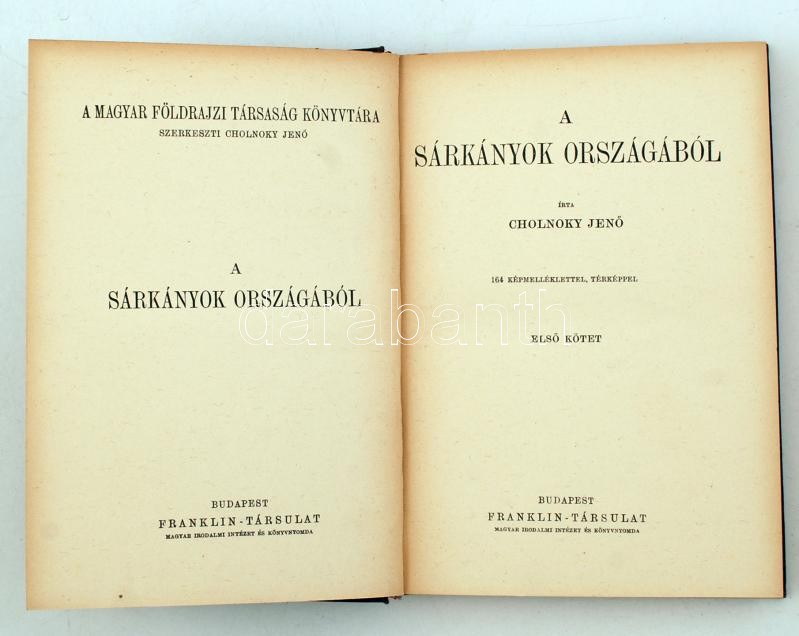 A MAGYAR FÖLDRAJZI TÁRSASÁG KÖNYVTÁRA
SZERKESZTI CHOLNOKY JENŐ
A
SÁRKÁNYOK ORSZÁGÁBÓL
BUDAPEST
FRANKLIN-TÁRSULAT
MAGYAR IRODALMI INTÉZET ÉS KÖNYVNYOMDA
A
SÁRKÁNYOK ORSZÁGÁBÓL
ÍRTA
CHOLNOKY JENŐ
164 KÉPMELLÉKLETTEL, TÉRKÉPPEL
ELSŐ KÖTET
BUDAPEST
FRANKLIN-TÁRSULAT
MAGYAR IRODALMI INTÉZET ÉS KÖNYVNYOMDA
darabanth